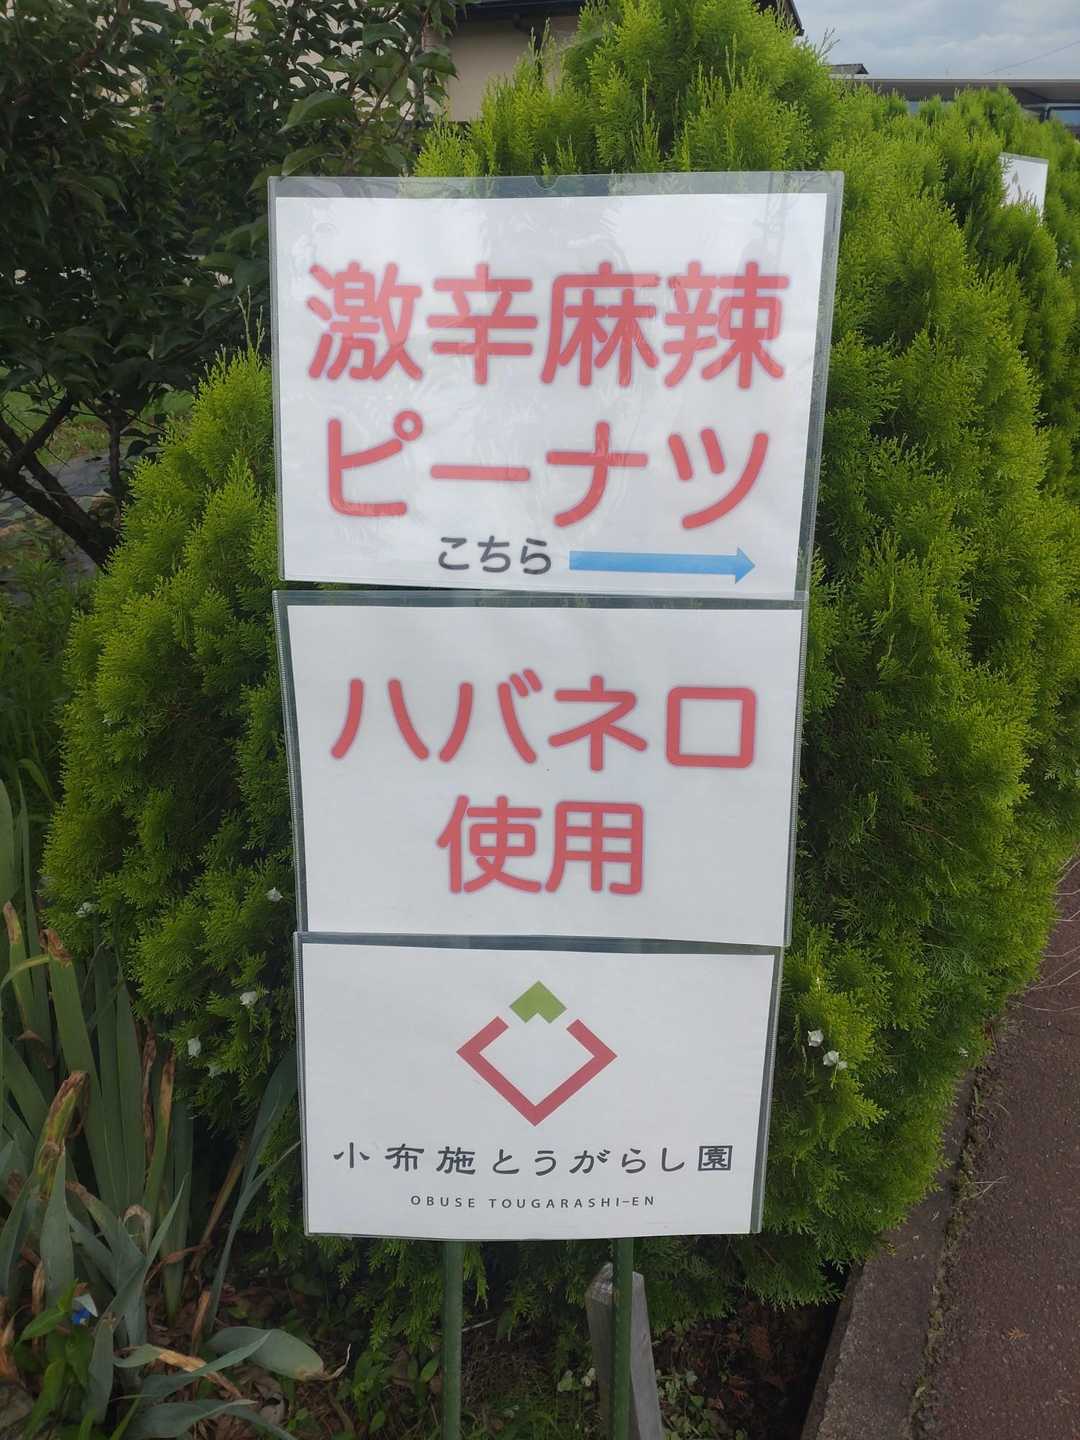 激辛麻辣
ピーナツ
こちら
ハバネロ
使用
小布施とうがらし園
OBUSE TOUGARASHI-EN